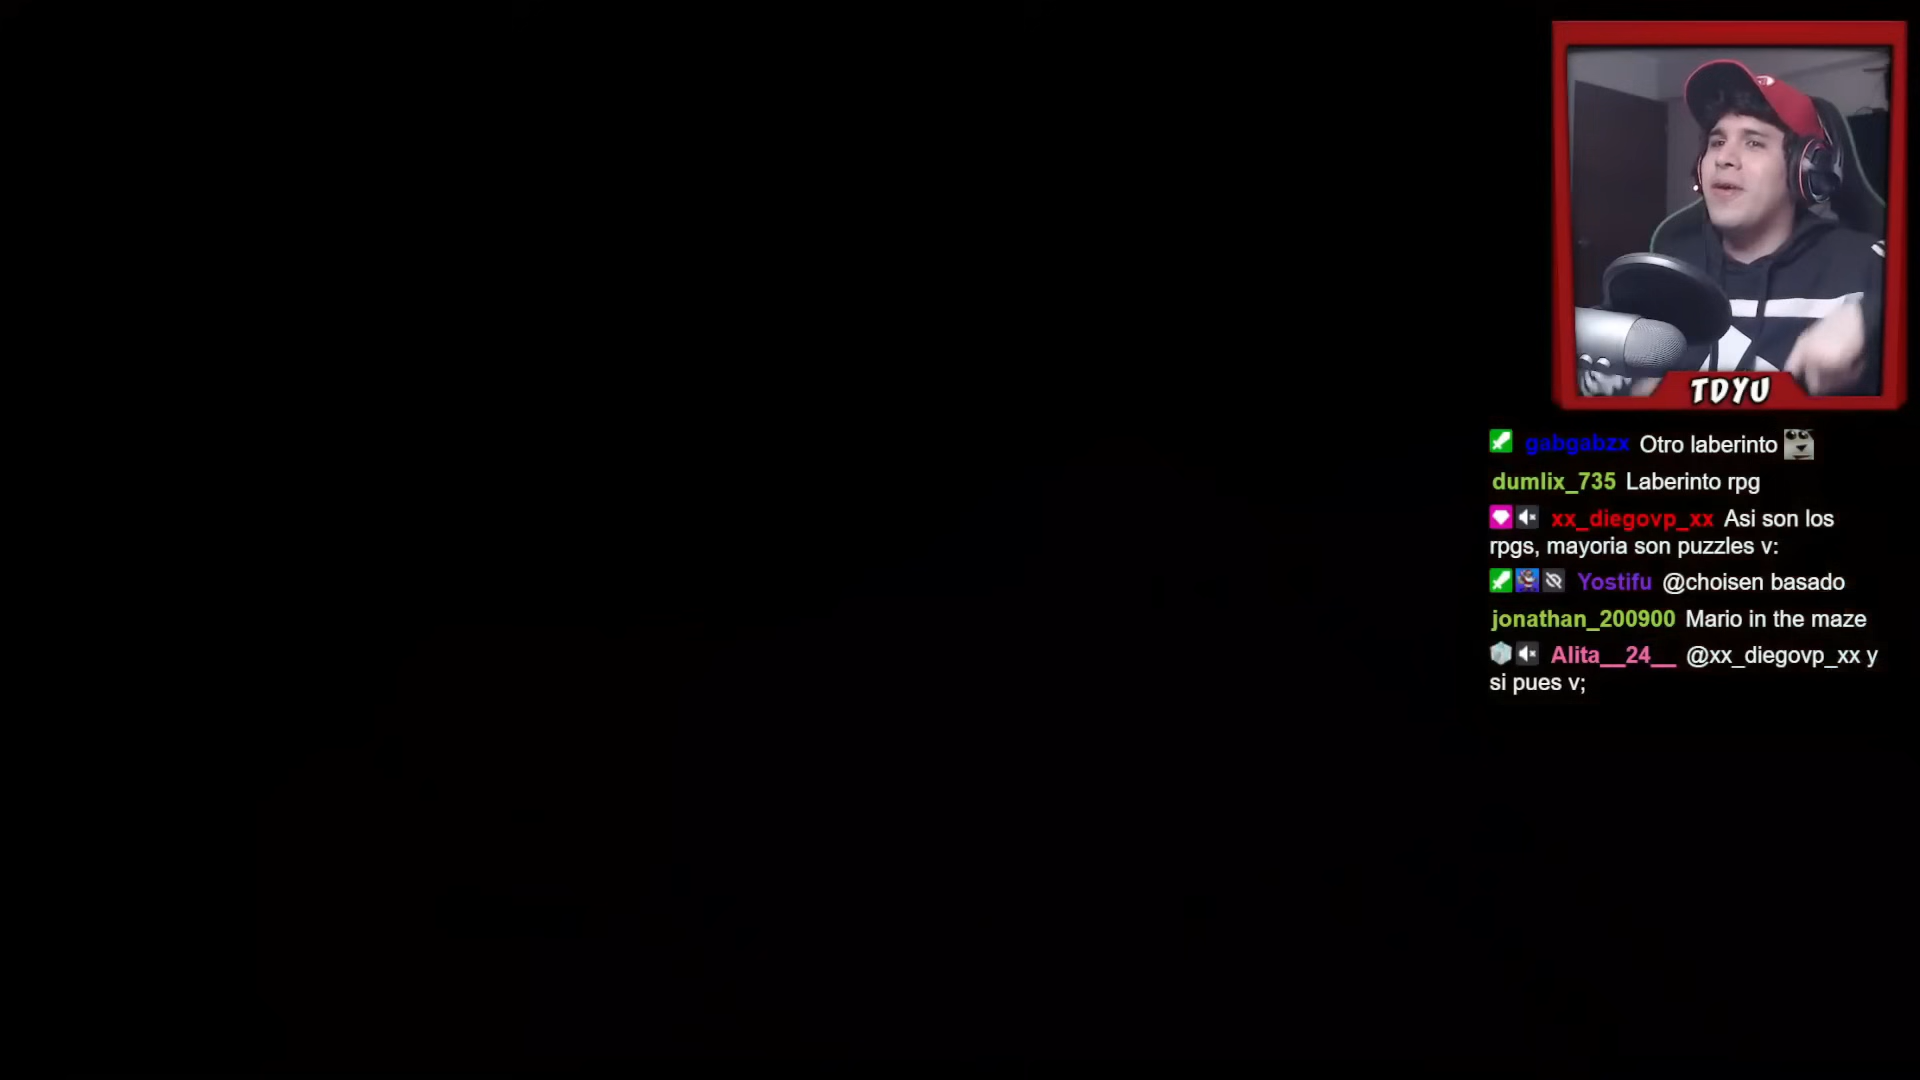 TDYU
gabgabzx Otro laberinto
dumlix_735 Laberinto rpg
xx_diegovp_xx Asi son los
rpgs, mayoria son puzzles v:
Yostifu @choisen basado
jonathan_200900 Mario in the maze
Alita__24__ @xx_diegovp_xx y
si pues v;